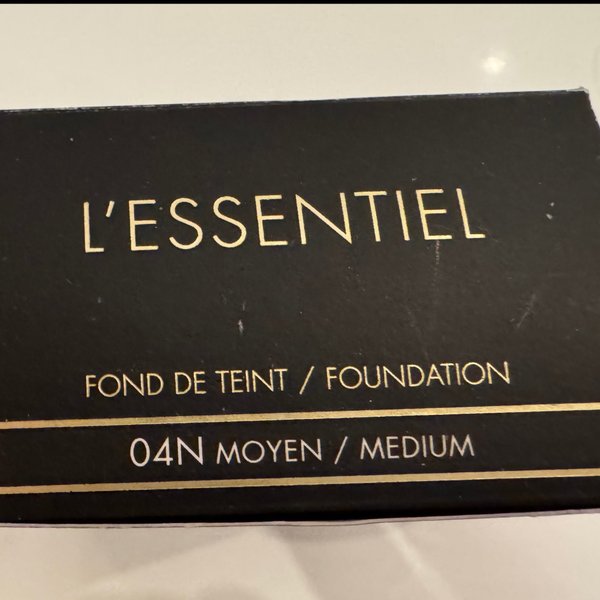 L'ESSENTIEL
FOND DE TEINT / FOUNDATION
04N MOYEN / MEDIUM